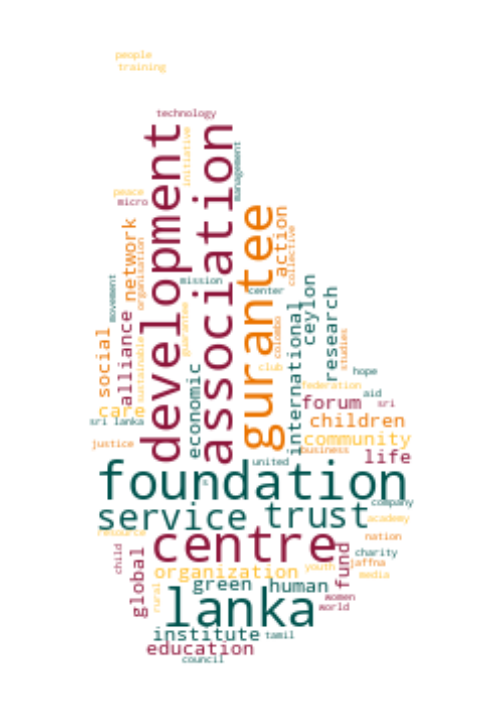 people
training
technology
development
association
initiative
management
peace
micro
gurantee
action
collective
network
organisation
alliance
movement
mission
center
ceylon
international
research
social
sustainable
guarantee
colombo
studies
economic
club
hope
federation
aid
care
forum
sri
sri lanka
children
justice
community
business
life
united
foundation
s
company
service
trust
academy
resource
centre
nation
child
global
fund
charity
organization
youth
jaffna
media
green
human
rural
women
lanka
world
institute
tamil
education
council